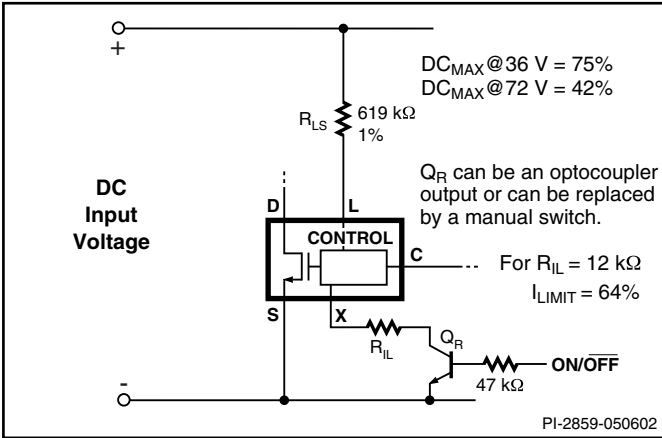 +
DC_MAX@36 V = 75%
DC_MAX@72 V = 42%
R_LS
619 kΩ
1%
Q_R can be an optocoupler
output or can be replaced
by a manual switch.
DC
Input
Voltage
D
L
CONTROL
C
For R_IL = 12 kΩ
I_LIMIT = 64%
S
X
R_IL
Q_R
47 kΩ
ON/O̅F̅F̅
-
PI-2859-050602